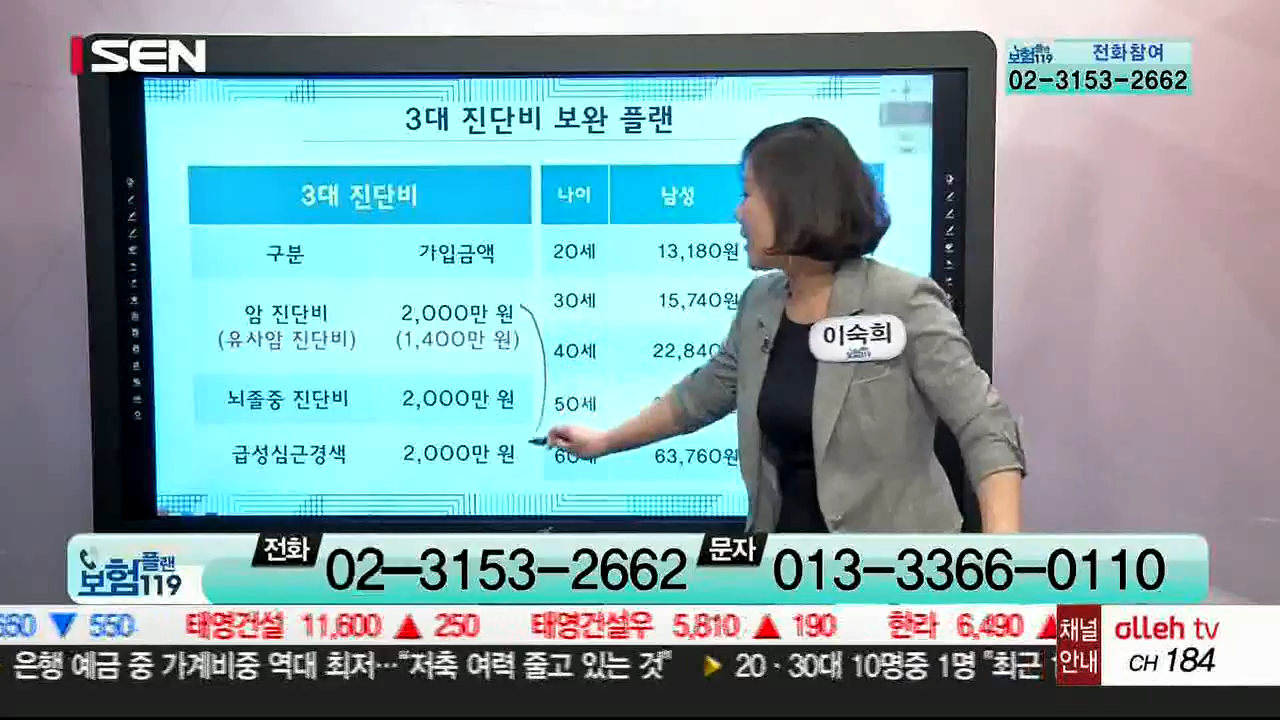 SEN
보험플랜119 전화참여
02-3153-2662
3대 진단비 보완 플랜
3대 진단비 나이 남성
구분 가입금액 20세 13,180원
30세 15,740원
암 진단비 2,000만 원
(유사암 진단비) (1,400만 원)
40세 22,840
뇌졸중 진단비 2,000만 원 50세
급성심근경색 2,000만 원 60세 63,760원
이숙희
보험플랜119 전화 02-3153-2662 문자 013-3366-0110
▼ 550 태영건설 11,600 ▲ 250 태영건설우 5,810 ▲ 190 한라 6,490 ▲
은행 예금 중 가계비중 역대 최저…“저축 여력 줄고 있는 것” ▶ 20·30대 10명중 1명 “최근
채널안내 olleh tv
CH 184